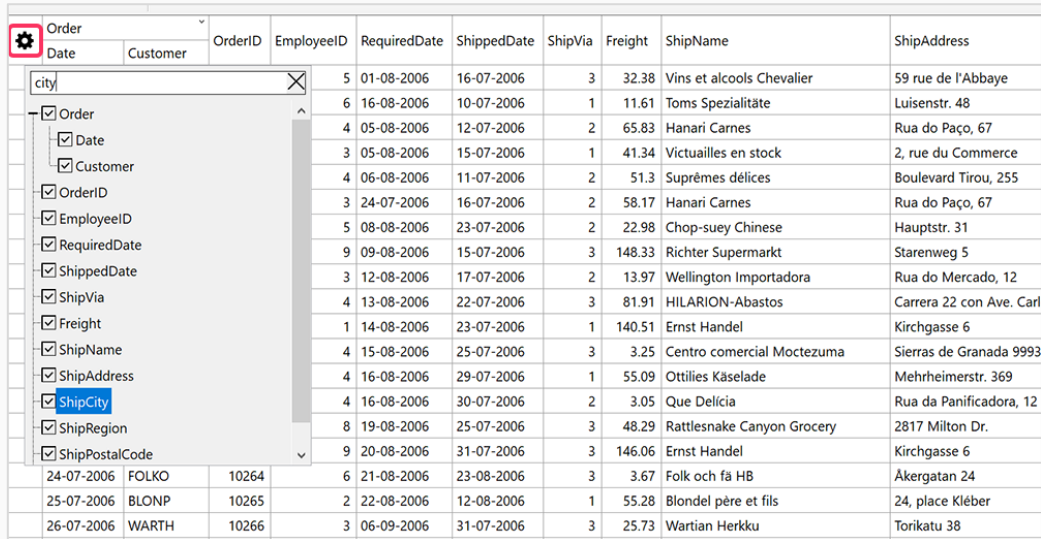 Order
Date Customer OrderID EmployeeID RequiredDate ShippedDate ShipVia Freight ShipName ShipAddress
city
Order
Date
Customer
OrderID
EmployeeID
RequiredDate
ShippedDate
ShipVia
Freight
ShipName
ShipAddress
ShipCity
ShipRegion
ShipPostalCode
5 01-08-2006 16-07-2006 3 32.38 Vins et alcools Chevalier 59 rue de l'Abbaye
6 16-08-2006 10-07-2006 1 11.61 Toms Spezialitäte Luisenstr. 48
4 05-08-2006 12-07-2006 2 65.83 Hanari Carnes Rua do Paço, 67
3 05-08-2006 15-07-2006 1 41.34 Victuailles en stock 2, rue du Commerce
4 06-08-2006 11-07-2006 2 51.3 Suprêmes délices Boulevard Tirou, 255
3 24-07-2006 16-07-2006 2 58.17 Hanari Carnes Rua do Paço, 67
5 08-08-2006 23-07-2006 2 22.98 Chop-suey Chinese Hauptstr. 31
9 09-08-2006 15-07-2006 3 148.33 Richter Supermarkt Starenweg 5
3 12-08-2006 17-07-2006 2 13.97 Wellington Importadora Rua do Mercado, 12
4 13-08-2006 22-07-2006 3 81.91 HILARION-Abastos Carrera 22 con Ave. Carl
1 14-08-2006 23-07-2006 1 140.51 Ernst Handel Kirchgasse 6
4 15-08-2006 25-07-2006 3 3.25 Centro comercial Moctezuma Sierras de Granada 9993
4 16-08-2006 29-07-2006 1 55.09 Ottilies Käselade Mehrheimerstr. 369
4 16-08-2006 30-07-2006 2 3.05 Que Delícia Rua da Panificadora, 12
8 19-08-2006 25-07-2006 3 48.29 Rattlesnake Canyon Grocery 2817 Milton Dr.
9 20-08-2006 31-07-2006 3 146.06 Ernst Handel Kirchgasse 6
24-07-2006 FOLKO 10264 6 21-08-2006 23-08-2006 3 3.67 Folk och fä HB Åkergatan 24
25-07-2006 BLONP 10265 2 22-08-2006 12-08-2006 1 55.28 Blondel père et fils 24, place Kléber
26-07-2006 WARTH 10266 3 06-09-2006 31-07-2006 3 25.73 Wartian Herkku Torikatu 38